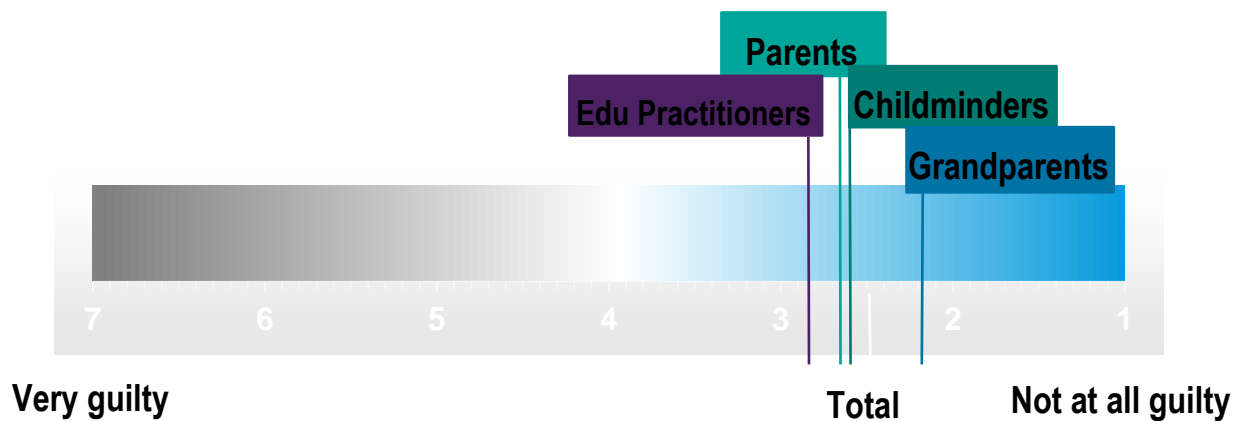 Parents
Edu Practitioners
Childminders
Grandparents
7 6 5 4 3 2 1
Very guilty
Total
Not at all guilty